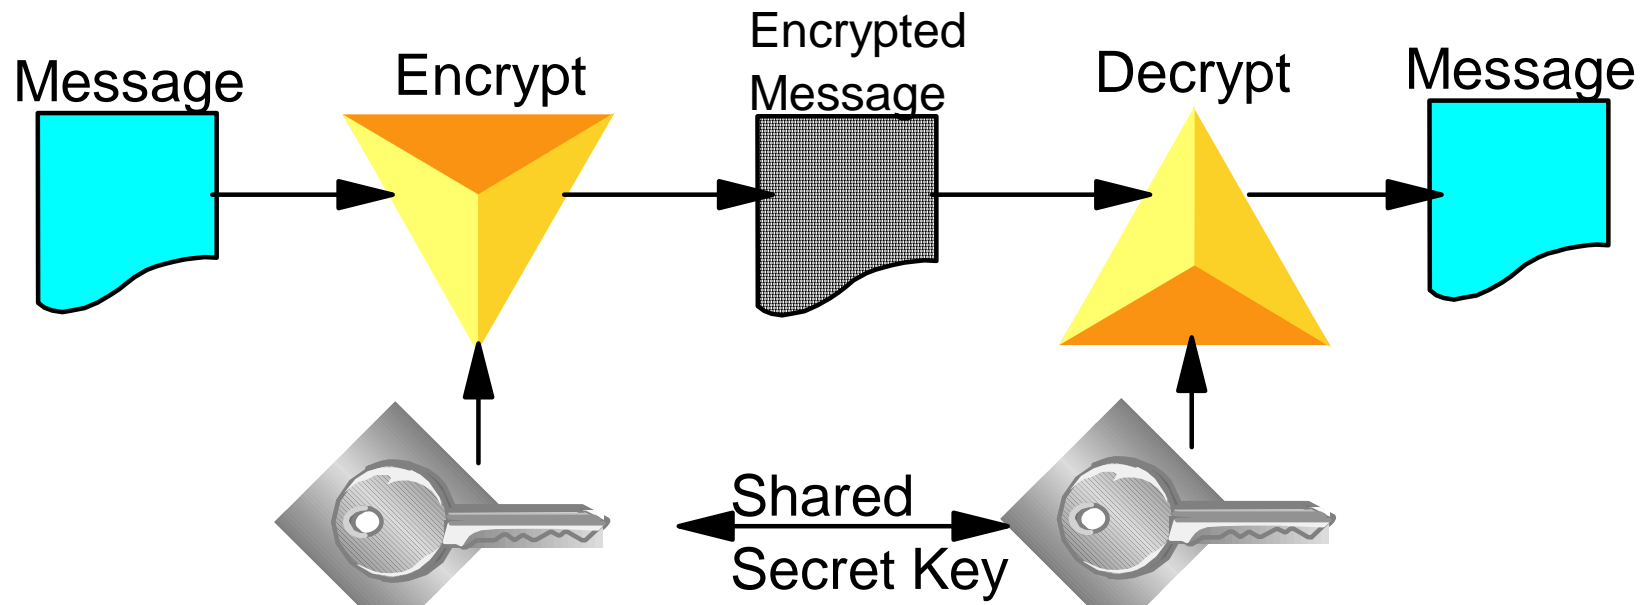 Message
Encrypt
Encrypted
Message
Decrypt
Message
Shared
Secret Key